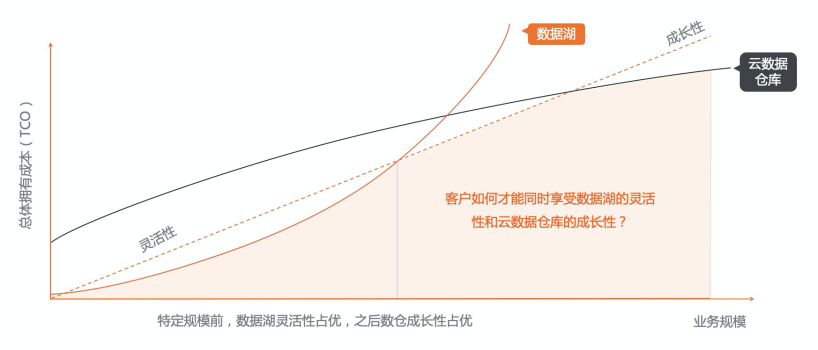 数据湖
成长性
云数据
仓库
总体拥有成本（TCO）
灵活性
客户如何才能同时享受数据湖的灵活
性和云数据仓库的成长性？
特定规模前，数据湖灵活性占优，之后数仓成长性占优
业务规模